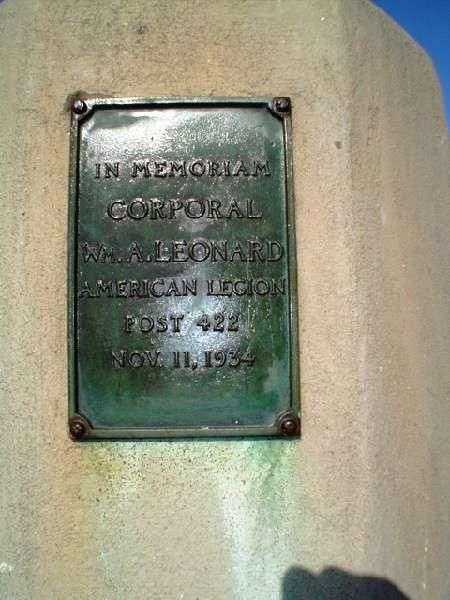 IN MEMORIAM
CORPORAL
WM. A. LEONARD
AMERICAN LEGION
POST 422
NOV. 11, 1934